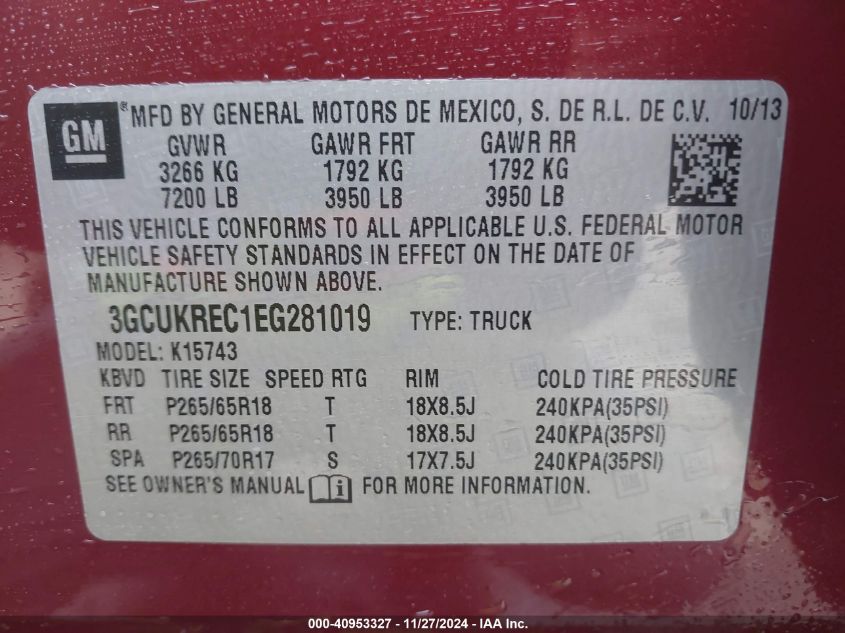 GM ® MFD BY GENERAL MOTORS DE MEXICO, S. DE R.L. DE C.V. 10/13
GVWR GAWR FRT GAWR RR
3266 KG 1792 KG 1792 KG
7200 LB 3950 LB 3950 LB
THIS VEHICLE CONFORMS TO ALL APPLICABLE U.S. FEDERAL MOTOR
VEHICLE SAFETY STANDARDS IN EFFECT ON THE DATE OF
MANUFACTURE SHOWN ABOVE.
3GCUKREC1EG281019 TYPE: TRUCK
MODEL: K15743
KBVD TIRE SIZE SPEED RTG RIM COLD TIRE PRESSURE
FRT P265/65R18 T 18X8.5J 240KPA(35PSI)
RR P265/65R18 T 18X8.5J 240KPA(35PSI)
SPA P265/70R17 S 17X7.5J 240KPA(35PSI)
SEE OWNER'S MANUAL i FOR MORE INFORMATION.
000-40953327 - 11/27/2024 - IAA Inc.